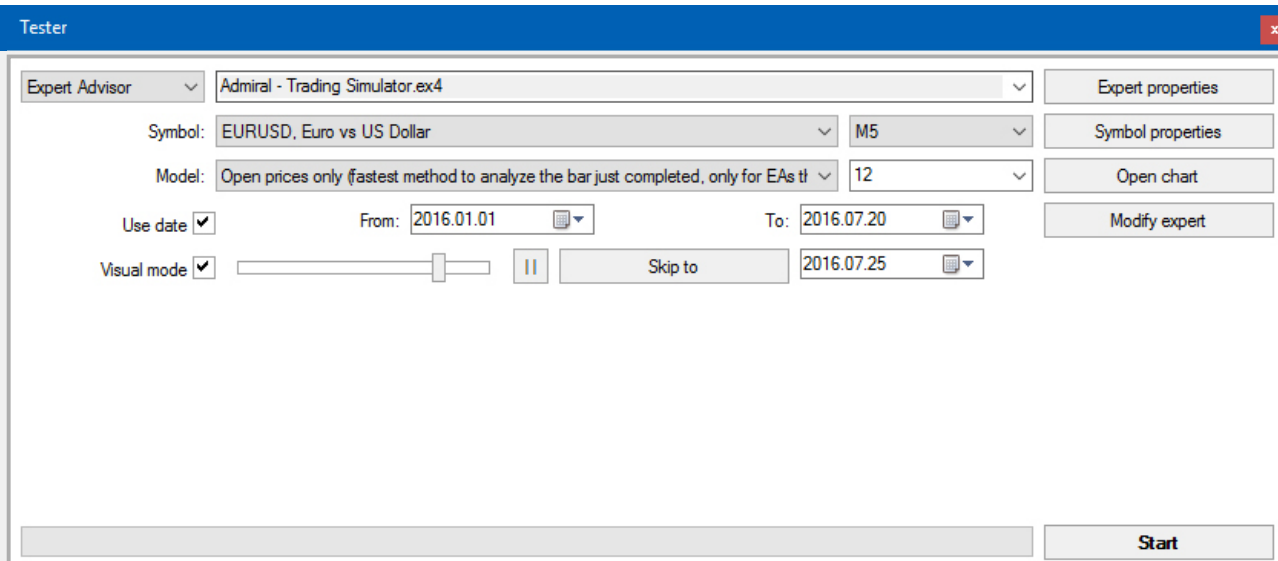 Tester
Expert Advisor Admiral - Trading Simulator.ex4 Expert properties
Symbol: EURUSD, Euro vs US Dollar M5 Symbol properties
Model: Open prices only (fastest method to analyze the bar just completed, only for EAs th 12 Open chart
Use date From: 2016.01.01 To: 2016.07.20 Modify expert
Visual mode Skip to 2016.07.25
Start